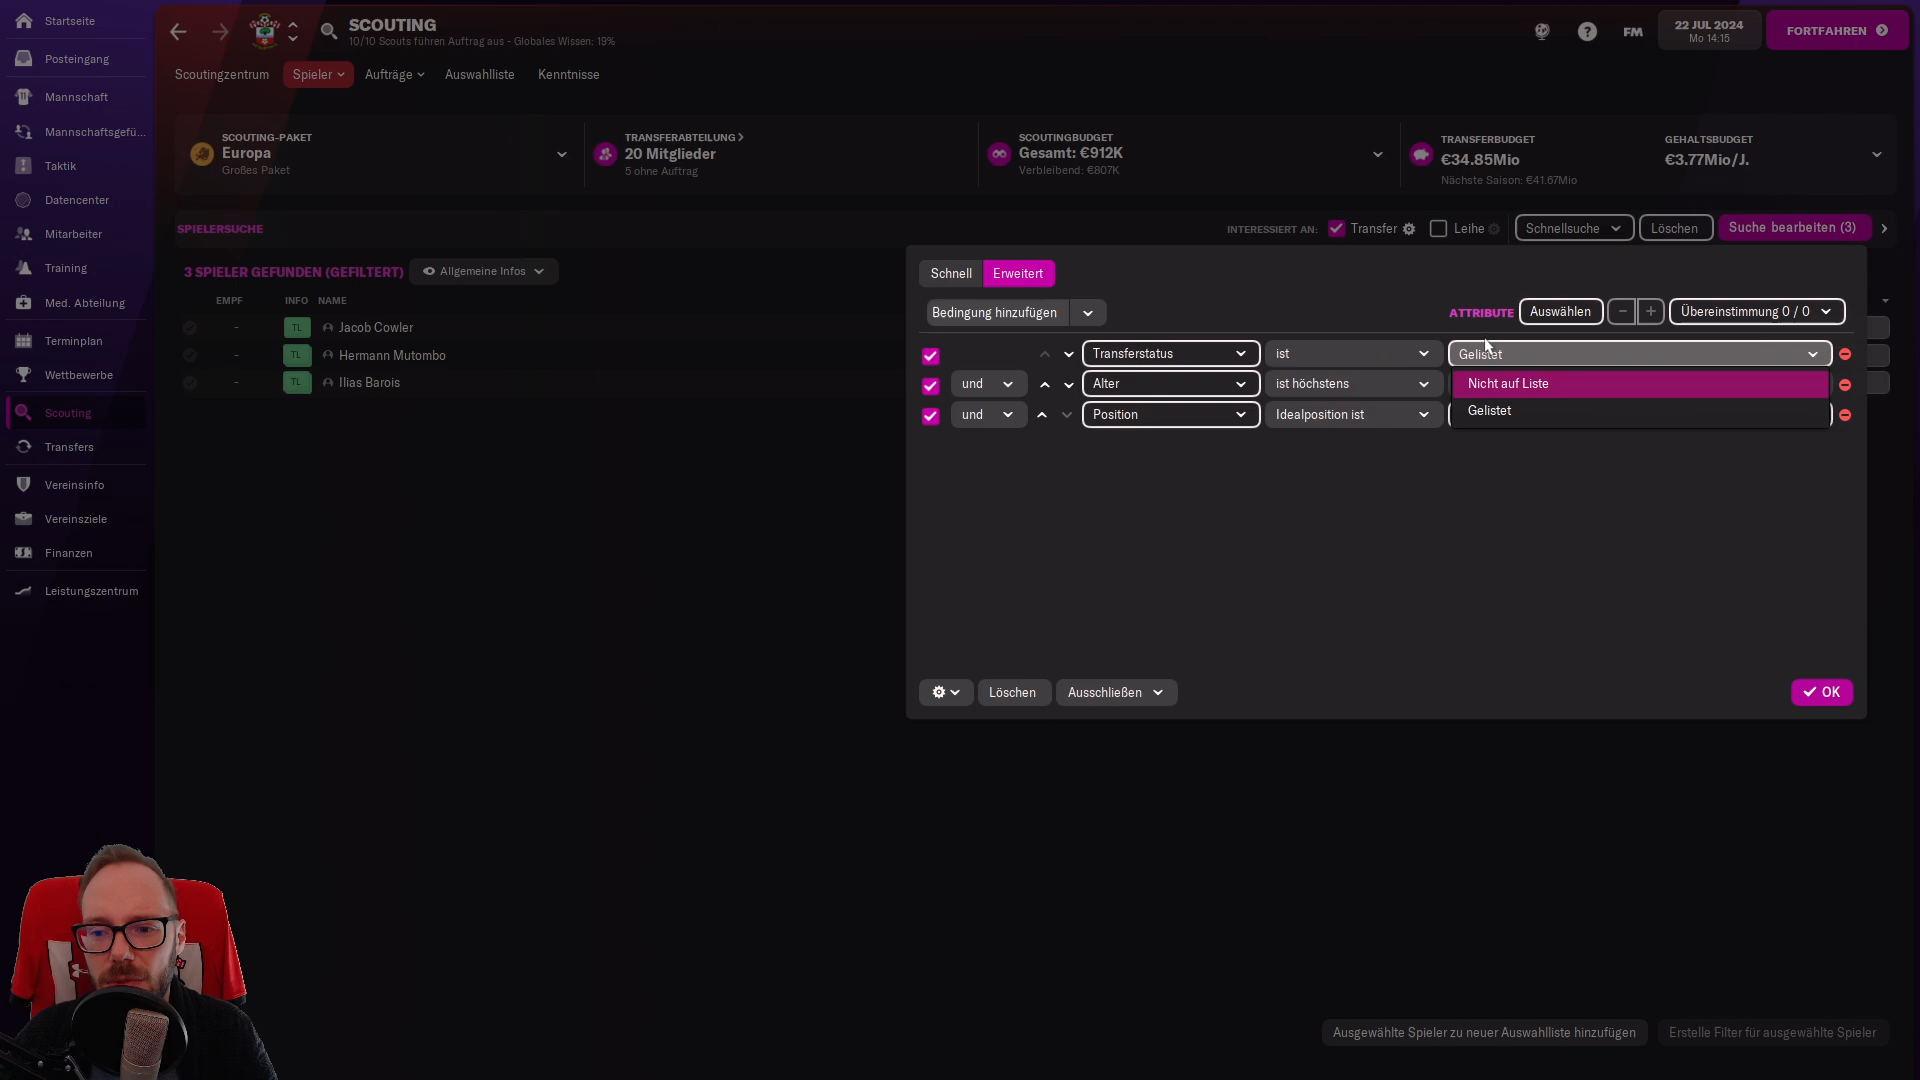 Startseite
Posteingang
Mannschaft
Mannschaftsgefü...
Taktik
Datencenter
Mitarbeiter
Training
Med. Abteilung
Terminplan
Wettbewerbe
Scouting
Transfers
Vereinsinfo
Vereinsziele
Finanzen
Leistungszentrum
SCOUTING
10/10 Scouts führen Auftrag aus - Globales Wissen: 19%
FM
22 JUL 2024
Mo 14:15
FORTFAHREN
Scoutingzentrum
Spieler
Aufträge
Auswahlliste
Kenntnisse
SCOUTING-PAKET
Europa
Großes Paket
TRANSFERABTEILUNG
20 Mitglieder
5 ohne Auftrag
SCOUTINGBUDGET
Gesamt: €912K
Verbleibend: €807K
TRANSFERBUDGET
€34.85Mio
Nächste Saison: €41.67Mio
GEHALTSBUDGET
€3.77Mio/J.
SPIELERSUCHE
INTERESSIERT AN:
Transfer
Leihe
Schnellsuche
Löschen
Suche bearbeiten (3)
3 SPIELER GEFUNDEN (GEFILTERT)
Allgemeine Infos
EMPF INFO NAME
- TL Jacob Cowler
- TL Hermann Mutombo
- TL Ilias Barois
Schnell
Erweitert
Bedingung hinzufügen
ATTRIBUTE
Auswählen
Übereinstimmung 0 / 0
Transferstatus ist Gelistet
und Alter ist höchstens
Nicht auf Liste
und Position Idealposition ist
Gelistet
Löschen
Ausschließen
OK
Ausgewählte Spieler zu neuer Auswahlliste hinzufügen
Erstelle Filter für ausgewählte Spieler